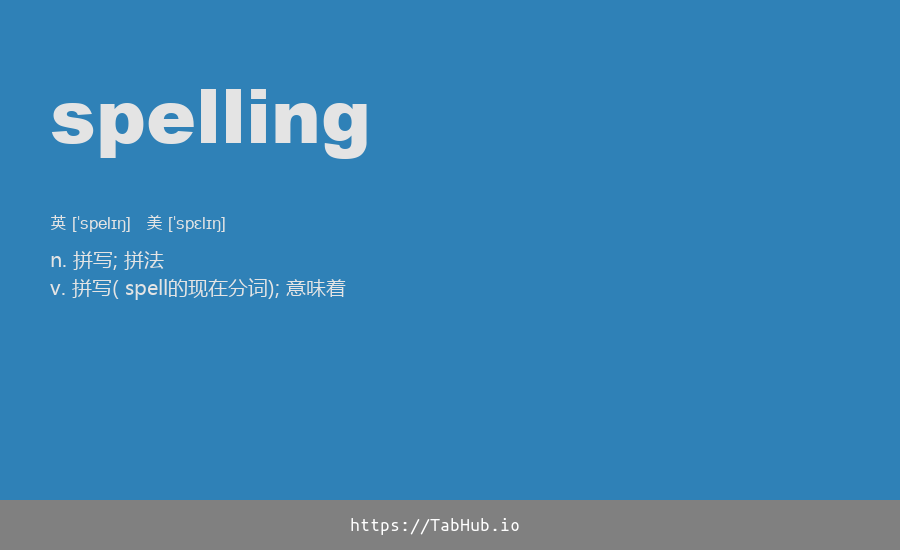 spelling
英 [ˈspelɪŋ] 美 [ˈspɛlɪŋ]
n. 拼写; 拼法
v. 拼写( spell的现在分词); 意味着
https://TabHub.io